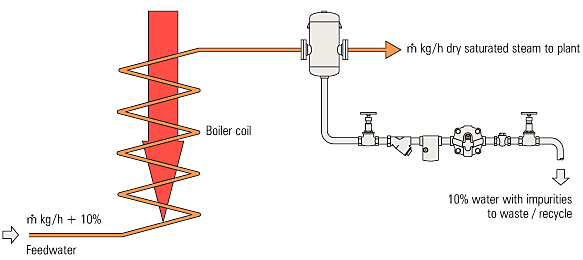 ṁ kg/h dry saturated steam to plant
Boiler coil
10% water with impurities
to waste / recycle
ṁ kg/h + 10%
Feedwater